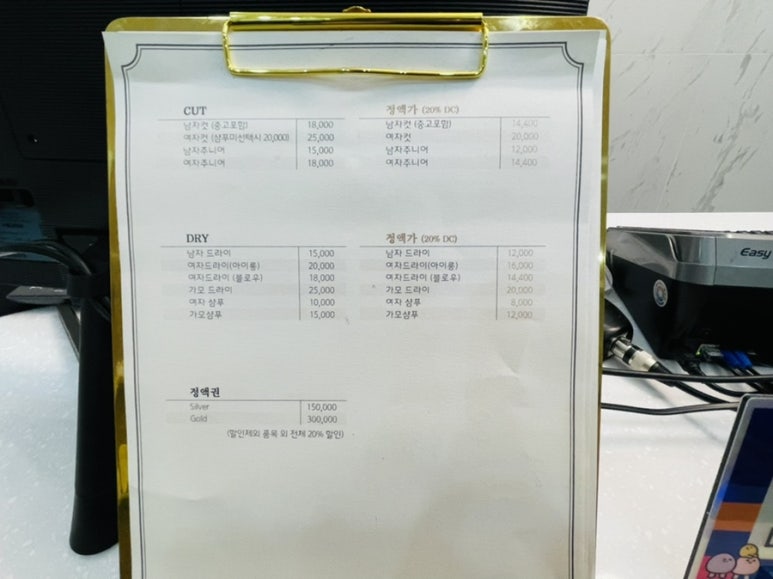 CUT
남자컷 (중고포함) 18,000
여자컷 (샴푸미선택시 20,000) 25,000
남자주니어 15,000
여자주니어 18,000
정액가 (20% DC)
남자컷 (중고포함) 14,400
여자컷 20,000
남자주니어 12,000
여자주니어 14,400
DRY
남자 드라이 15,000
여자드라이(아이롱) 20,000
여자드라이 (블로우) 18,000
가모 드라이 25,000
여자 샴푸 10,000
가모샴푸 15,000
정액가 (20% DC)
남자 드라이 12,000
여자드라이(아이롱) 16,000
여자드라이 (블로우) 14,400
가모 드라이 20,000
여자 샴푸 8,000
가모샴푸 12,000
정액권
Silver 150,000
Gold 300,000
(할인제외 품목 외 전체 20% 할인)
Easy